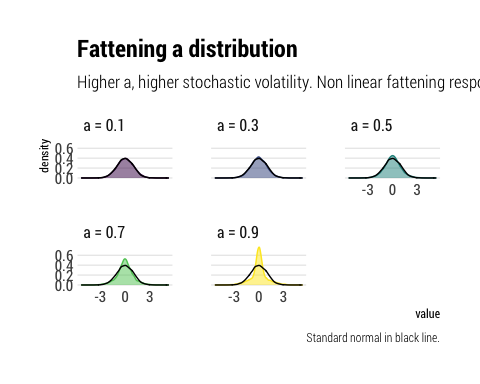 Fattening a distribution
Higher a, higher stochastic volatility. Non linear fattening
a = 0.1
a = 0.3
a = 0.5
density
0.6
0.4
0.2
0.0
-3 0 3
a = 0.7
a = 0.9
0.6
0.4
0.2
0.0
-3 0 3
-3 0 3
value
Standard normal in black line.